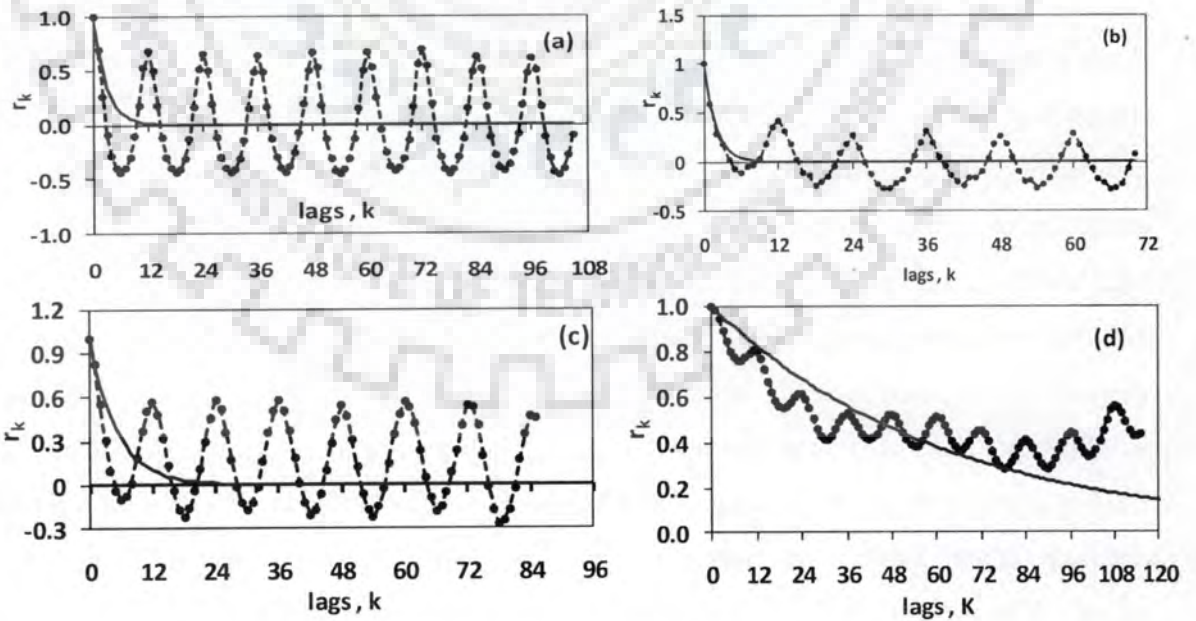 (a)
1.0
0.5
0.0
-0.5
-1.0
r_k
lags , k
0 12 24 36 48 60 72 84 96 108
(b)
1.5
1
0.5
0
-0.5
r_k
0 12 24 36 48 60 72
lags, k
(c)
1.2
0.9
0.6
0.3
0
-0.3
r_k
0 12 24 36 48 60 72 84 96
lags , k
(d)
1.0
0.8
0.6
0.4
0.2
0.0
r_k
0 12 24 36 48 60 72 84 96 108 120
lags , K